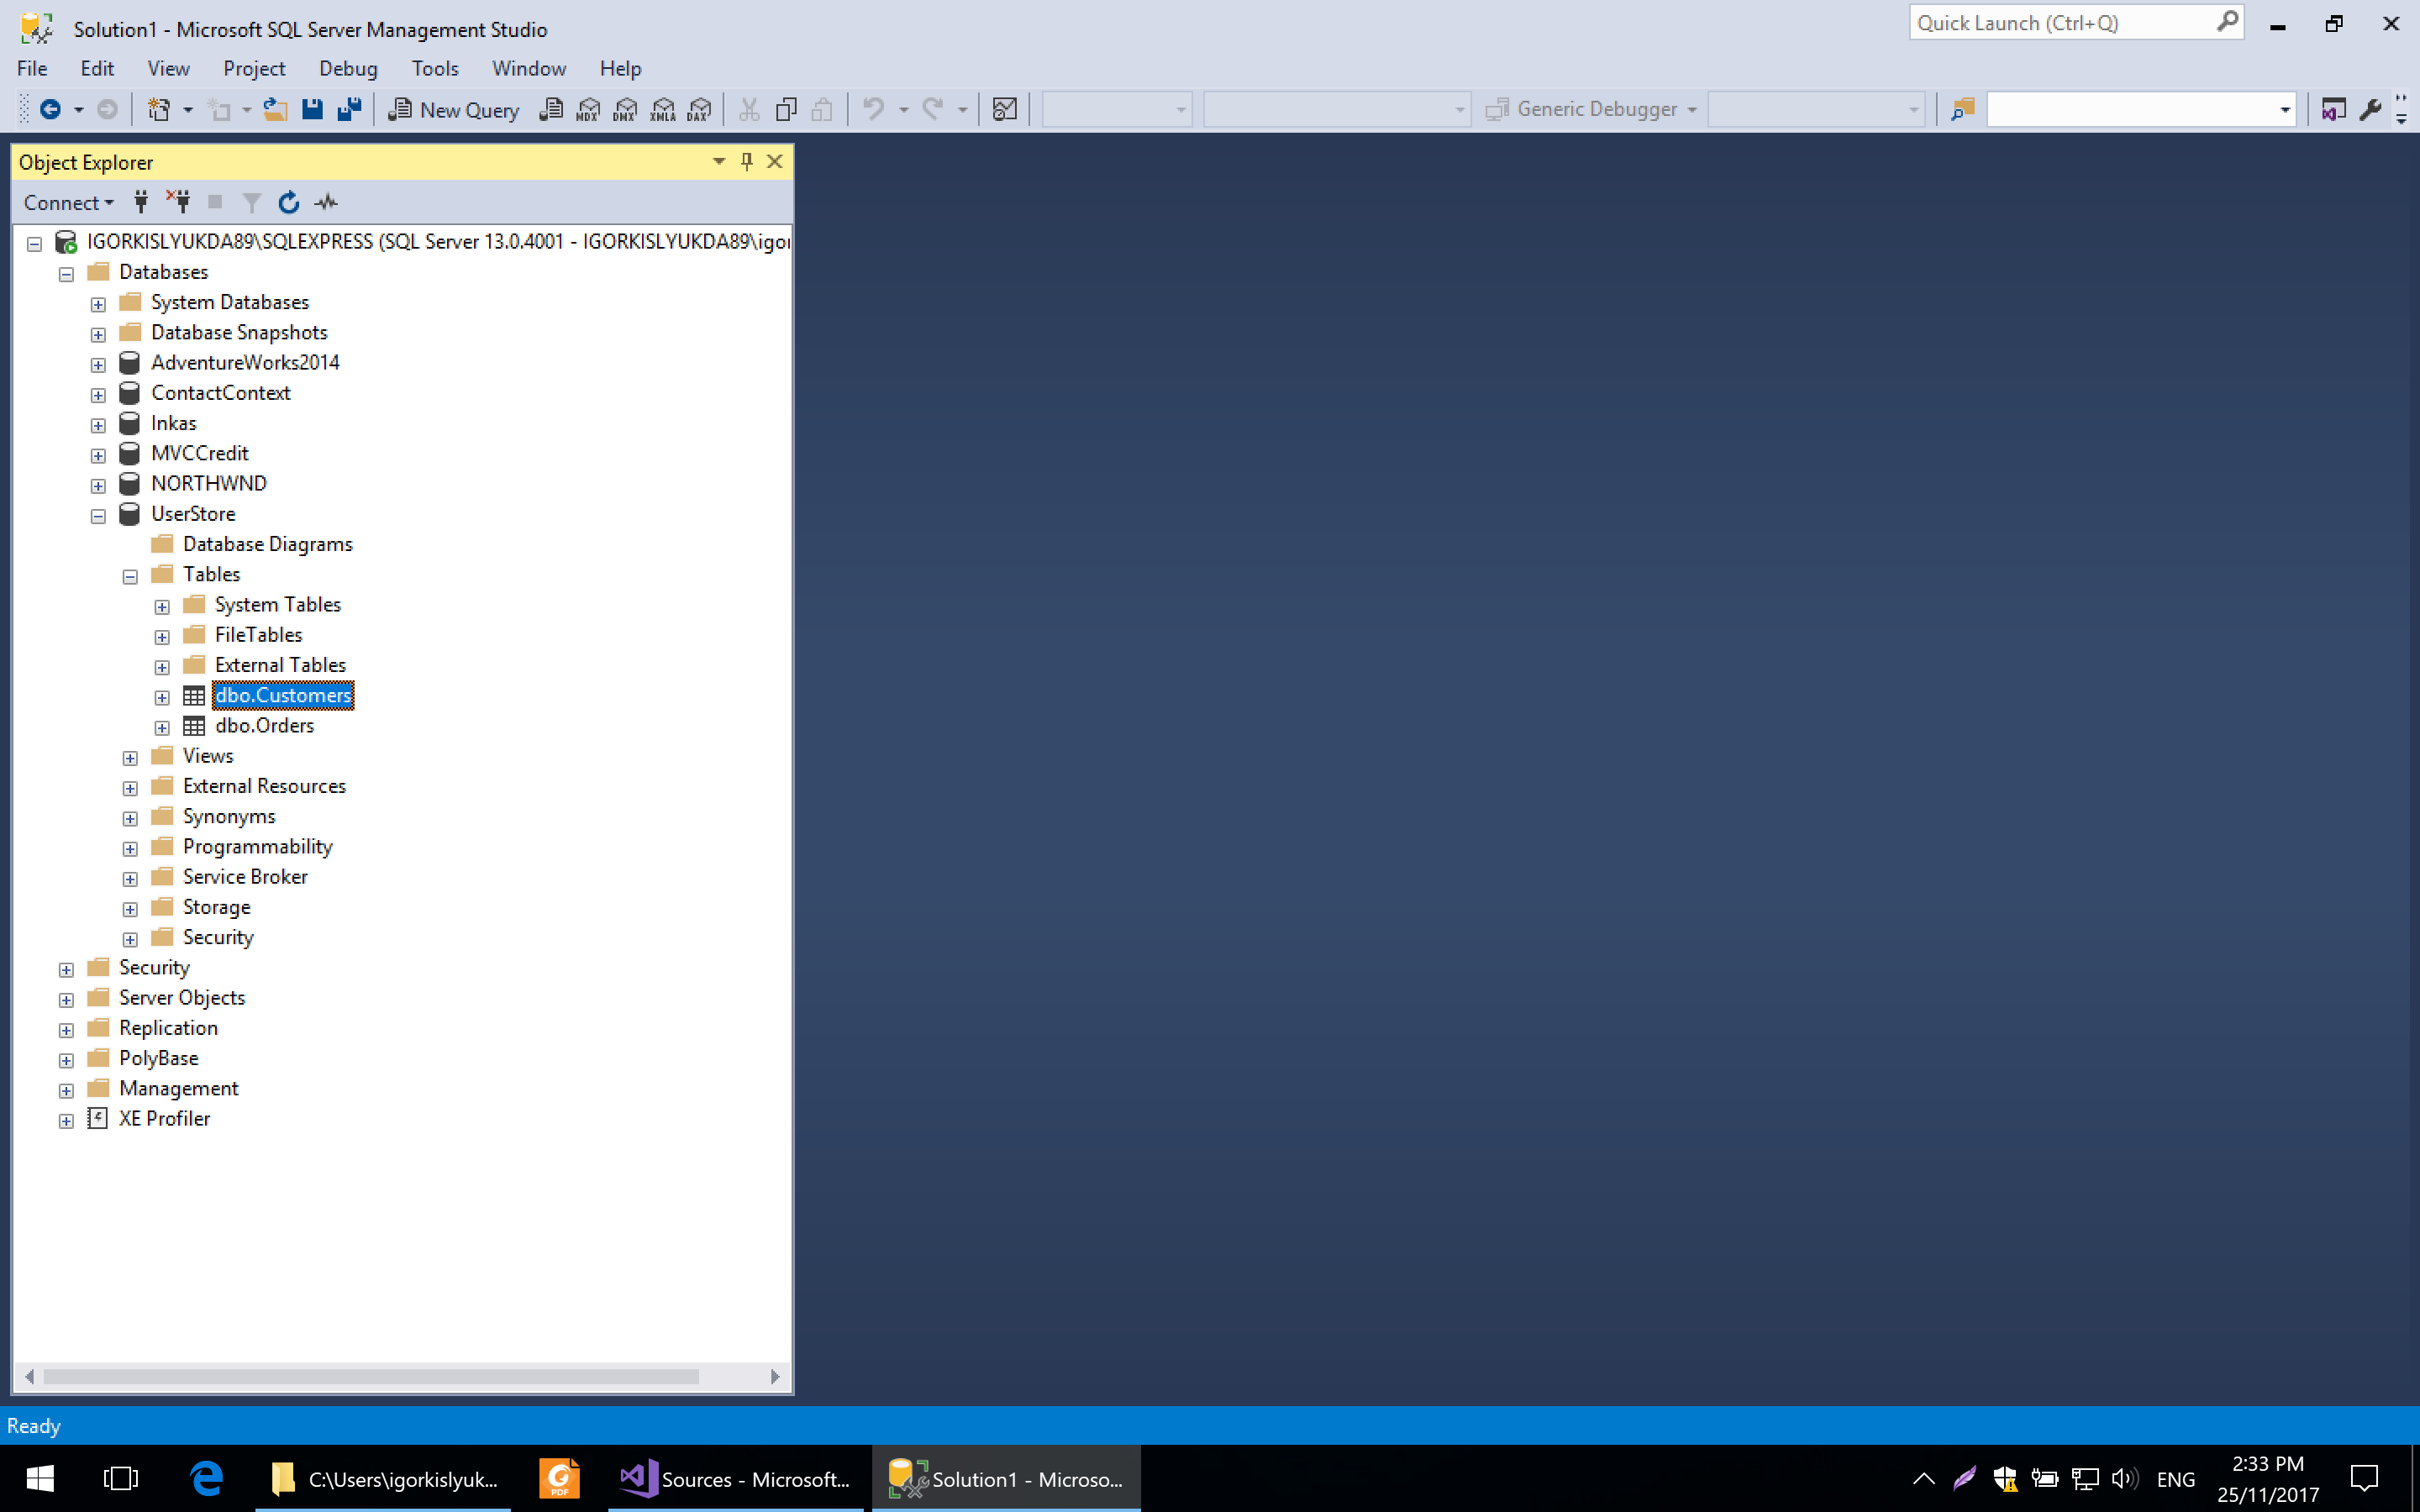 Solution1 - Microsoft SQL Server Management Studio
Quick Launch (Ctrl+Q)
File Edit View Project Debug Tools Window Help
New Query MDX DMX XMLA DAX Generic Debugger
Object Explorer
Connect
IGORKISLYUKDA89\SQLEXPRESS (SQL Server 13.0.4001 - IGORKISLYUKDA89\igor
Databases
System Databases
Database Snapshots
AdventureWorks2014
ContactContext
Inkas
MVCCredit
NORTHWND
UserStore
Database Diagrams
Tables
System Tables
FileTables
External Tables
dbo.Customers
dbo.Orders
Views
External Resources
Synonyms
Programmability
Service Broker
Storage
Security
Security
Server Objects
Replication
PolyBase
Management
XE Profiler
Ready
C:\Users\igorkislyuk...
PDF
Sources - Microsoft...
Solution1 - Microso...
ENG
2:33 PM
25/11/2017